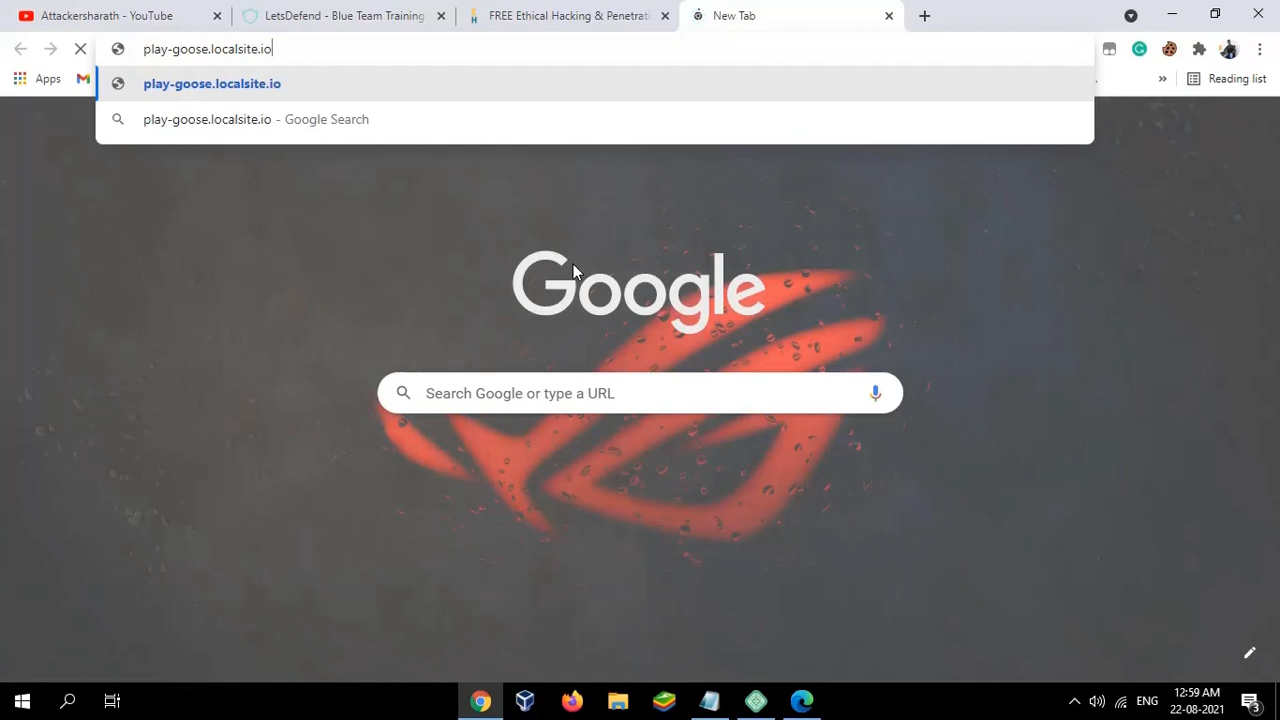 Attackersharath - YouTube
LetsDefend - Blue Team Training
FREE Ethical Hacking & Penetrati
New Tab
play-goose.localsite.io
Apps
Reading list
play-goose.localsite.io
play-goose.localsite.io - Google Search
Google
Search Google or type a URL
12:59 AM
ENG
22-08-2021
3